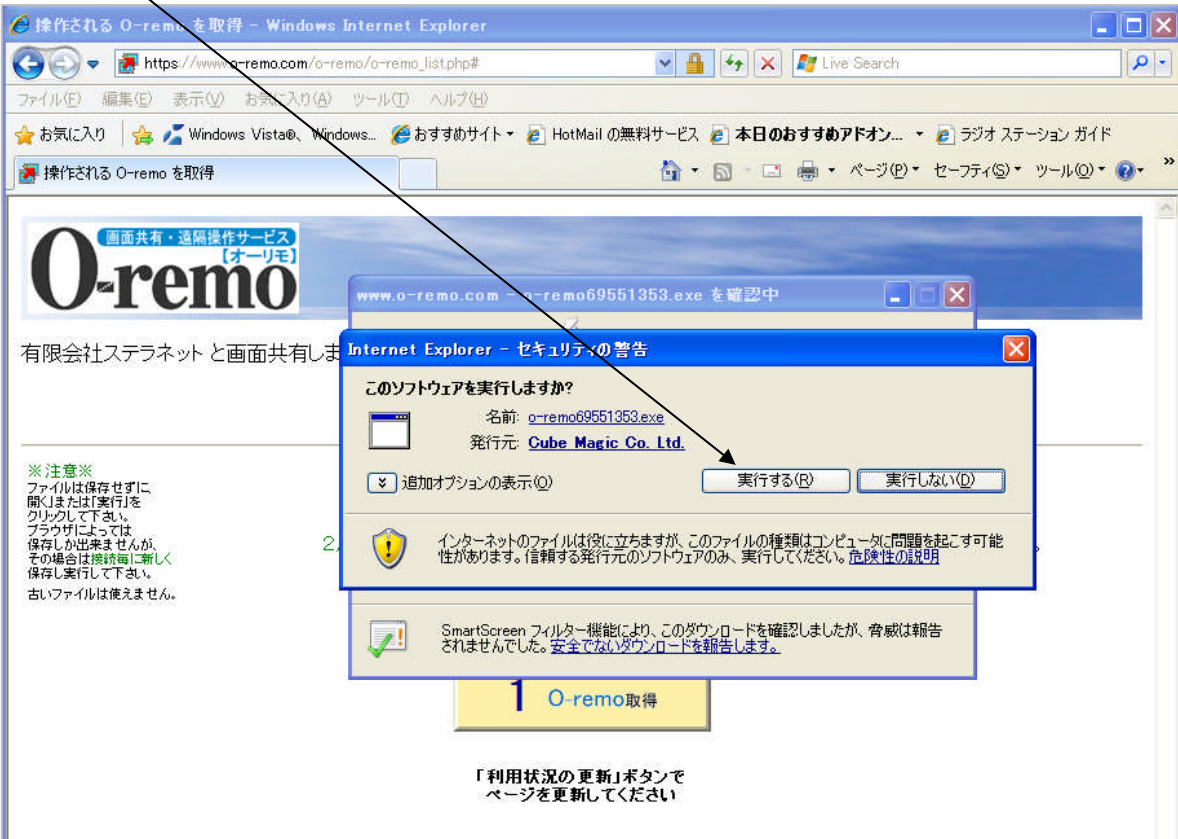 操作される O-remo を取得 - Windows Internet Explorer
https://www.o-remo.com/o-remo/o-remo_list.php#
Live Search
ファイル(F) 編集(E) 表示(V) お気に入り(A) ツール(T) ヘルプ(H)
お気に入り Windows Vista®、Windows... おすすめサイト HotMail の無料サービス 本日のおすすめアドオン... ラジオ ステーション ガイド
操作される O-remo を取得
ページ(P) セーフティ(S) ツール(O) »
画面共有・遠隔操作サービス
【オーリモ】
O-remo
www.o-remo.com - o-remo69551353.exe を確認中
有限会社ステラネット と画面共有しま
Internet Explorer - セキュリティの警告
このソフトウェアを実行しますか?
名前: o-remo69551353.exe
発行元: Cube Magic Co. Ltd.
追加オプションの表示(O)
実行する(R) 実行しない(D)
インターネットのファイルは役に立ちますが、このファイルの種類はコンピュータに問題を起こす可能
性があります。信頼する発行元のソフトウェアのみ、実行してください。危険性の説明
※注意※
ファイルは保存せずに、
開く」または「実行」を
クリックして下さい。
ブラウザによっては
保存しか出来ませんが、
その場合は接続毎に新しく
保存し実行して下さい。
古いファイルは使えません。
2,
SmartScreen フィルター機能により、このダウンロードを確認しましたが、脅威は報告
されませんでした。安全でないダウンロードを報告します。
1 O-remo取得
「利用状況の更新」ボタンで
ページを更新してください